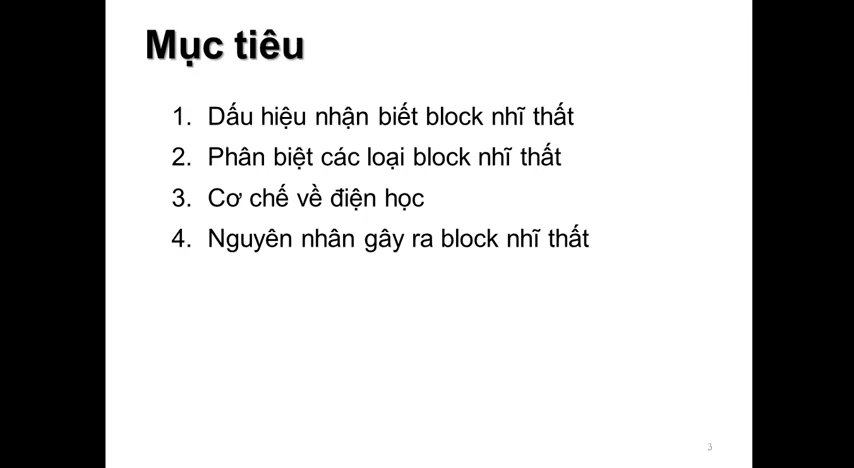 Mục tiêu
1. Dấu hiệu nhận biết block nhĩ thất
2. Phân biệt các loại block nhĩ thất
3. Cơ chế về điện học
4. Nguyên nhân gây ra block nhĩ thất
3